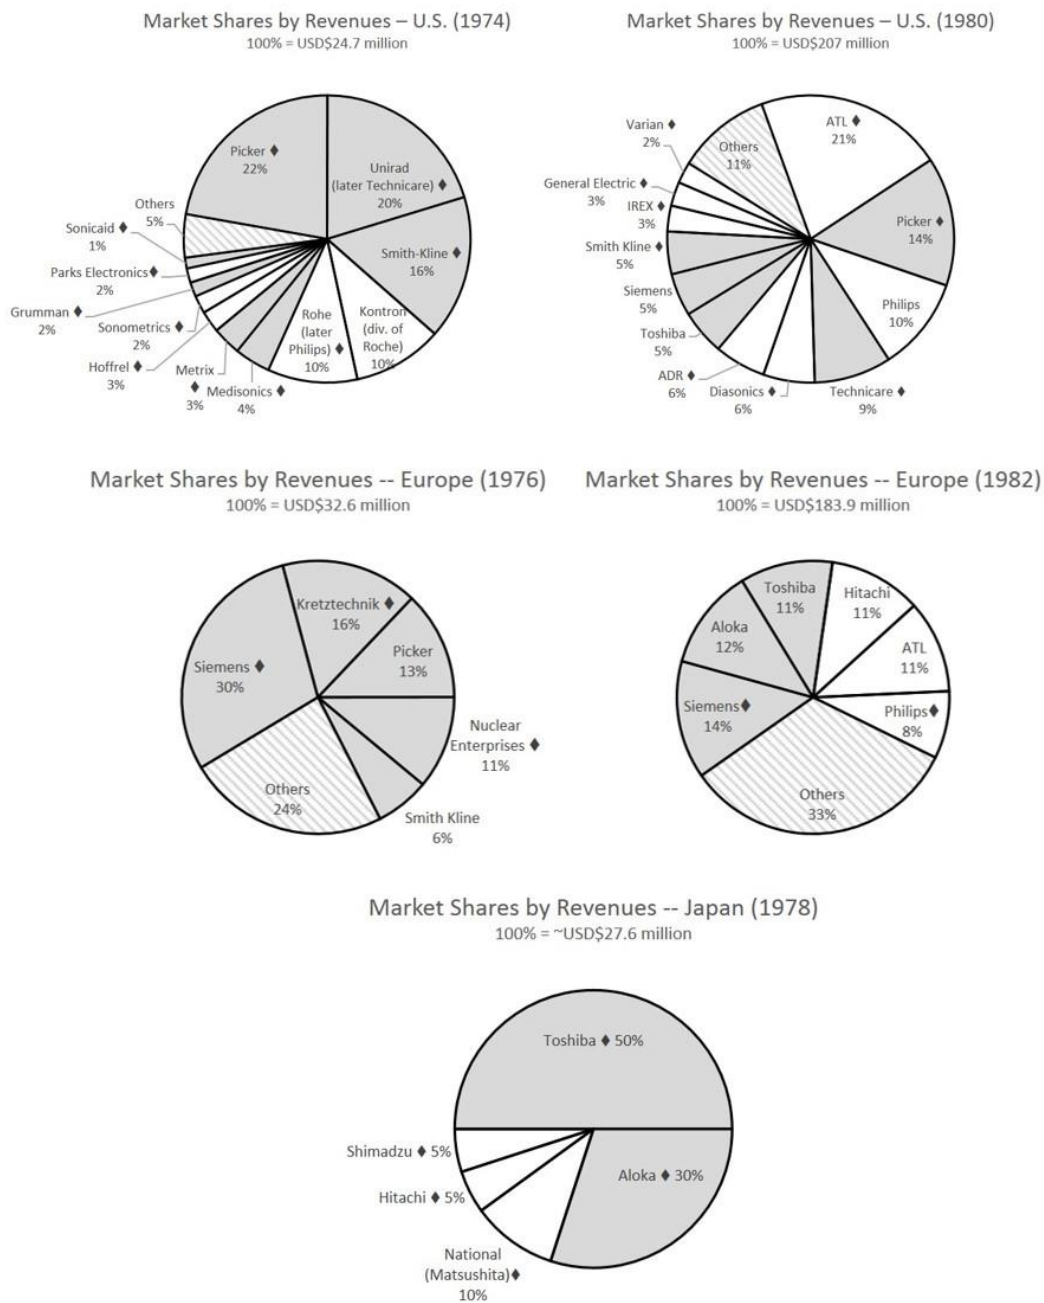 Market Shares by Revenues – U.S. (1974)
100% = USD$24.7 million
Picker ♦
22%
Unirad
(later Technicare) ♦
20%
Smith-Kline ♦
16%
Kontron
(div. of
Roche)
10%
Rohe
(later
Philips) ♦
10%
Medisonics ♦
4%
Metrix
♦ 3%
Hoffrel ♦
3%
Sonometrics ♦
2%
Grumman ♦
2%
Parks Electronics♦
2%
Sonicaid ♦
1%
Others
5%
Market Shares by Revenues – U.S. (1980)
100% = USD$207 million
ATL ♦
21%
Picker ♦
14%
Philips
10%
Technicare ♦
9%
Diasonics ♦
6%
ADR ♦
6%
Toshiba
5%
Siemens
5%
Smith Kline ♦
5%
IREX ♦
3%
General Electric ♦
3%
Varian ♦
2%
Others
11%
Market Shares by Revenues -- Europe (1976)
100% = USD$32.6 million
Kretztechnik ♦
16%
Picker
13%
Nuclear
Enterprises ♦
11%
Smith Kline
6%
Others
24%
Siemens ♦
30%
Market Shares by Revenues -- Europe (1982)
100% = USD$183.9 million
Toshiba
11%
Hitachi
11%
ATL
11%
Philips♦
8%
Others
33%
Siemens♦
14%
Aloka
12%
Market Shares by Revenues -- Japan (1978)
100% = ~USD$27.6 million
Toshiba ♦ 50%
Aloka ♦ 30%
National
(Matsushita)♦
10%
Hitachi ♦ 5%
Shimadzu ♦ 5%